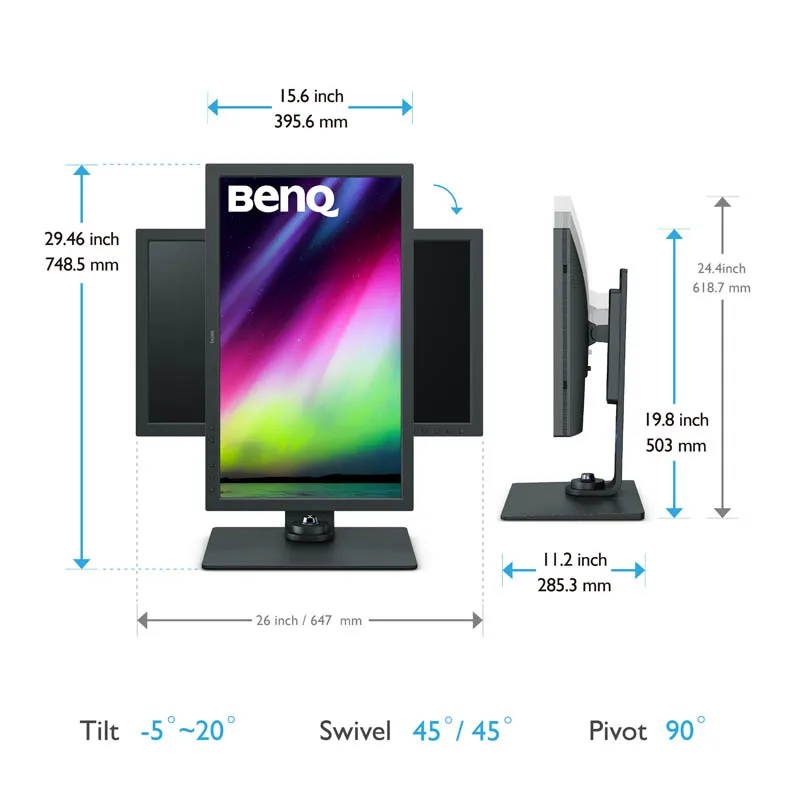 15.6 inch
395.6 mm
BenQ
29.46 inch
748.5 mm
24.4inch
618.7 mm
19.8 inch
503 mm
11.2 inch
285.3 mm
26 inch / 647 mm
Tilt -5°~20° Swivel 45°/ 45° Pivot 90°